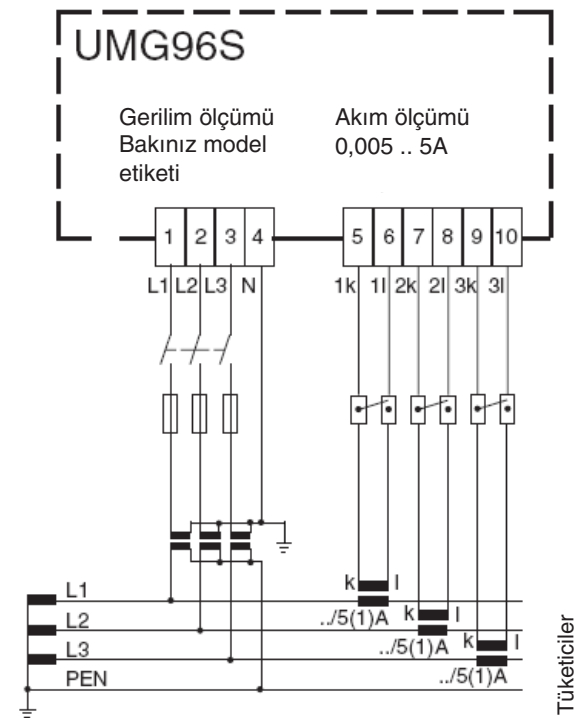 UMG96S
Gerilim ölçümü
Bakınız model
etiketi
Akım ölçümü
0,005 .. 5A
1 2 3 4
5 6 7 8 9 10
L1 L2 L3 N
1k 1l 2k 2l 3k 3l
k l
L1
../5(1)A
k l
L2
../5(1)A
k l
L3
../5(1)A
PEN
Tüketiciler